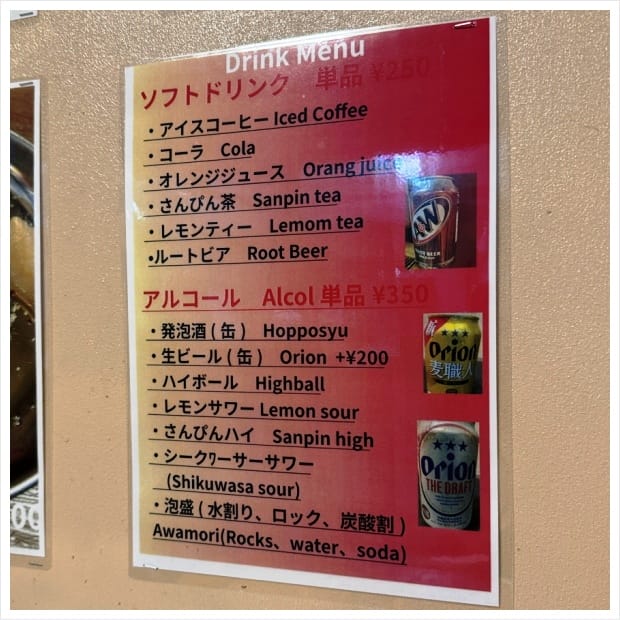 Drink Menu
ソフトドリンク 単品 ¥250
・アイスコーヒー Iced Coffee
・コーラ Cola
・オレンジジュース Orang juice
・さんぴん茶 Sanpin tea
・レモンティー Lemom tea
・ルートビア Root Beer
A&W
ROOT BEER
アルコール Alcol 単品 ¥350
・発泡酒 ( 缶 ) Hopposyu
・生ビール ( 缶 ) Orion +¥200
・ハイボール Highball
・レモンサワー Lemon sour
・さんぴんハイ Sanpin high
・シークヮーサーサワー
(Shikuwasa sour)
・泡盛 ( 水割り、ロック、炭酸割 )
Awamori(Rocks、water、soda)
Orion
麦職人
Orion
THE DRAFT